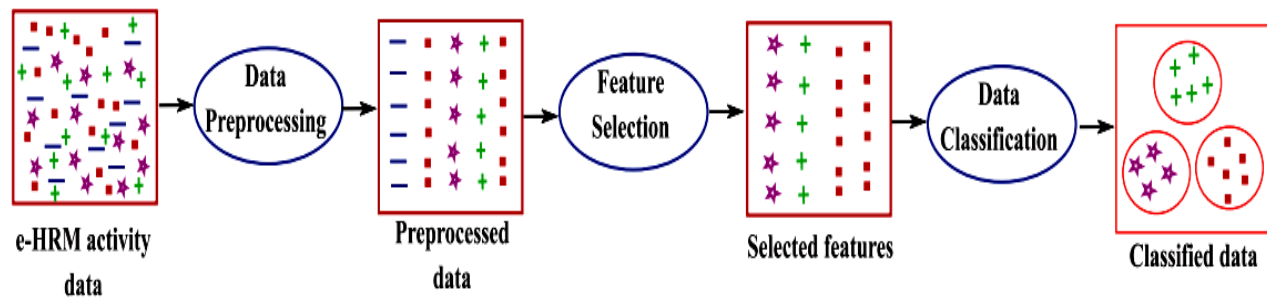 e-HRM activity
data
Data
Preprocessing
Preprocessed
data
Feature
Selection
Selected features
Data
Classification
Classified data